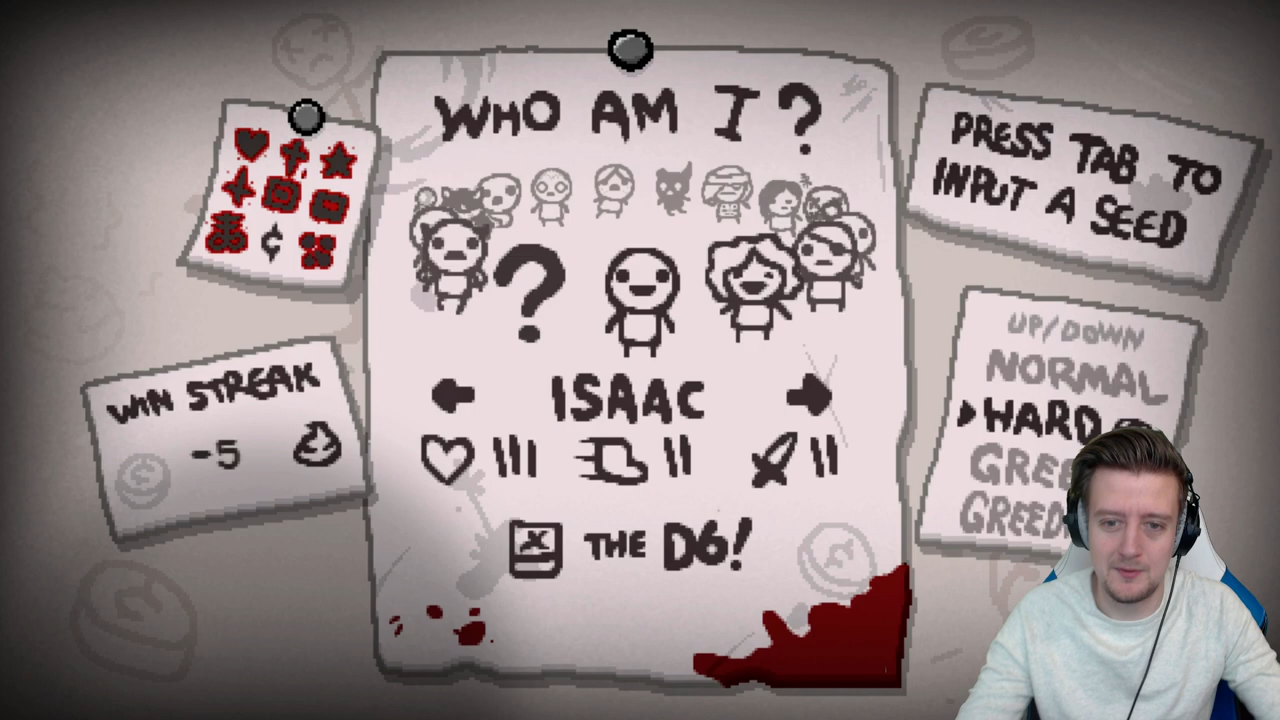 WHO AM I?
PRESS TAB TO
INPUT A SEED
¢
WIN STREAK
-5
?
ISAAC
THE D6!
UP/DOWN
NORMAL
HARD